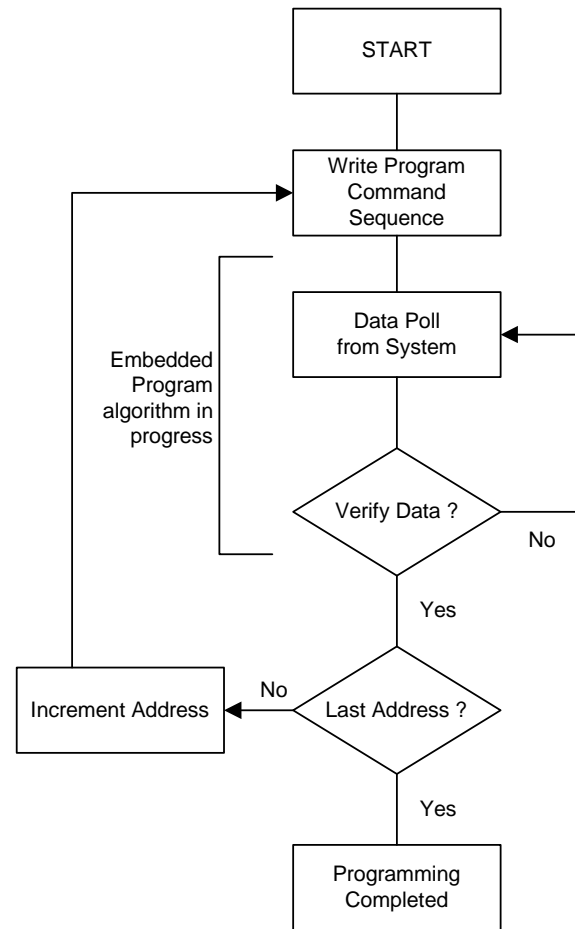 START
Write Program
Command
Sequence
Data Poll
from System
Embedded
Program
algorithm in
progress
Verify Data ?
No
Yes
No
Increment Address
Last Address ?
Yes
Programming
Completed